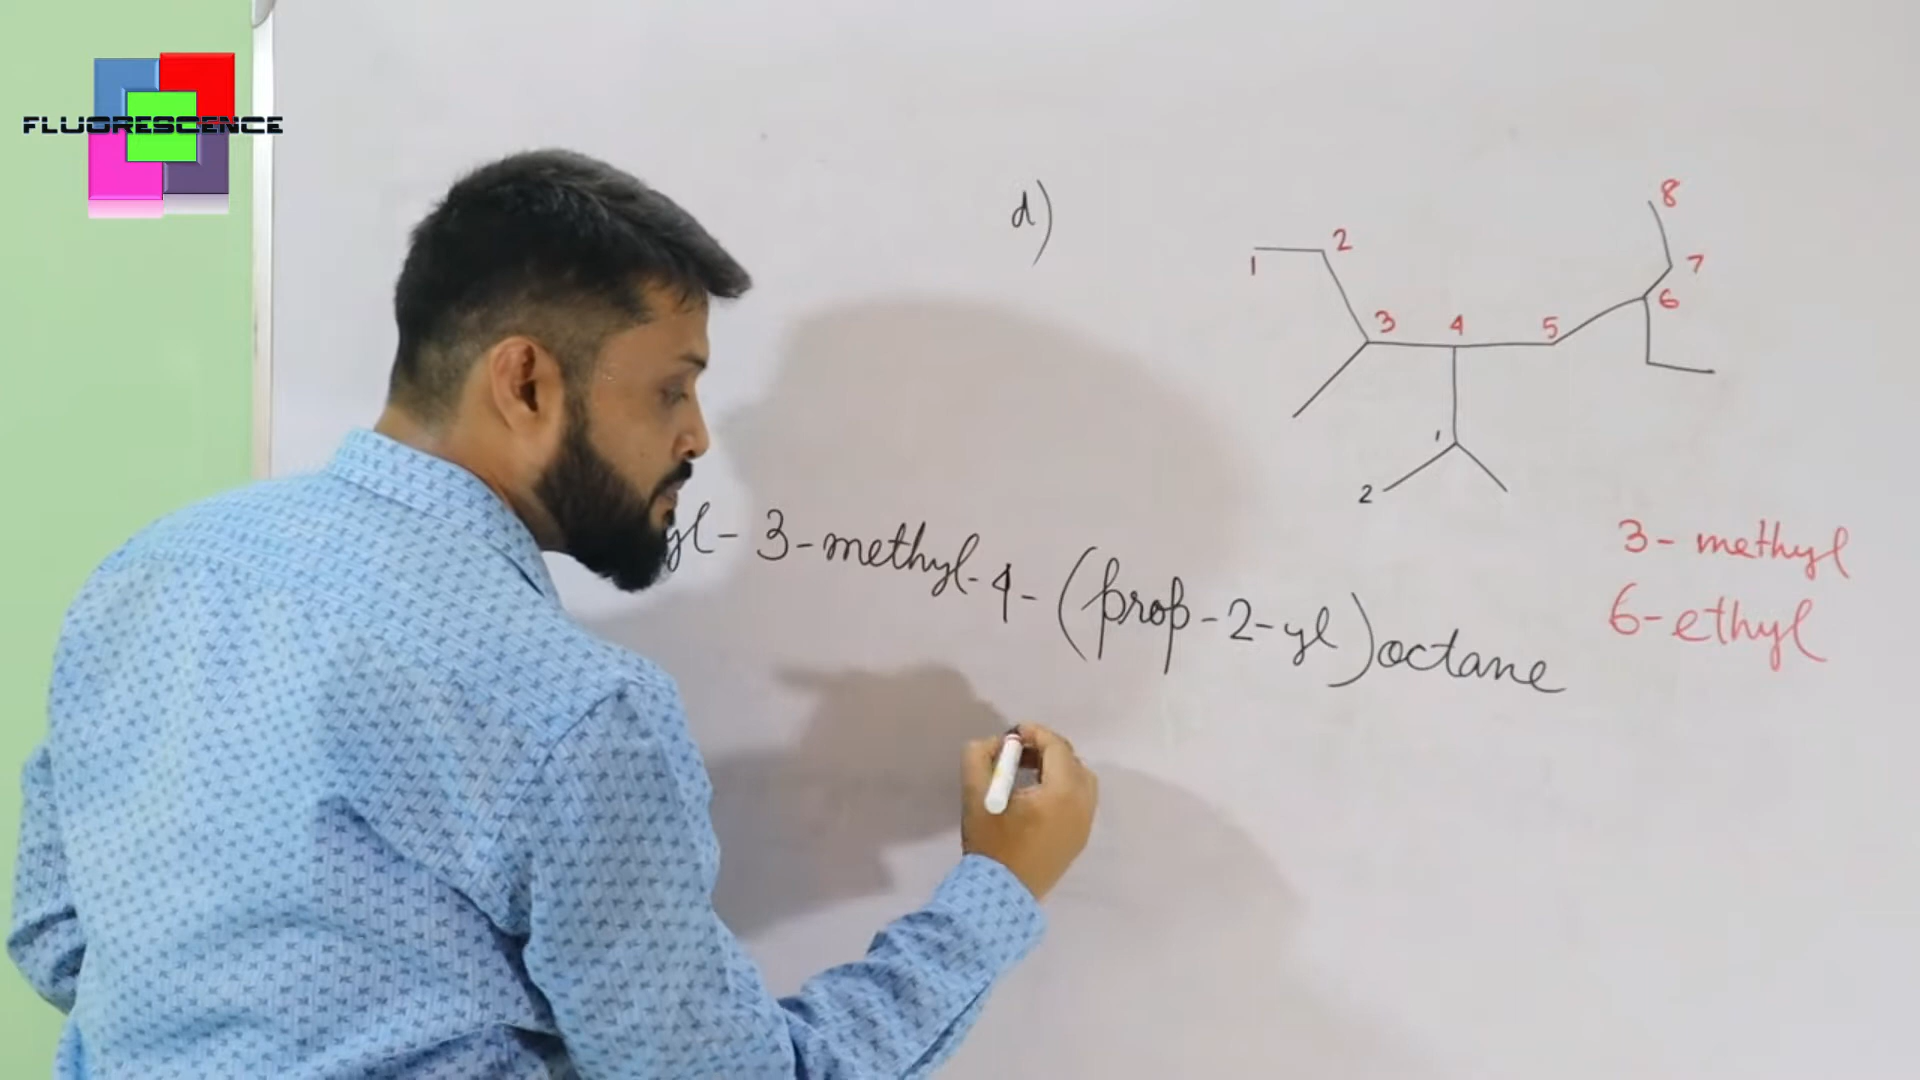 FLUORESCENCE
d)
8
2
7
1
6
3 4 5
1
2
3- methyl
yl- 3-methyl-4-(prop-2-yl)octane
6-ethyl